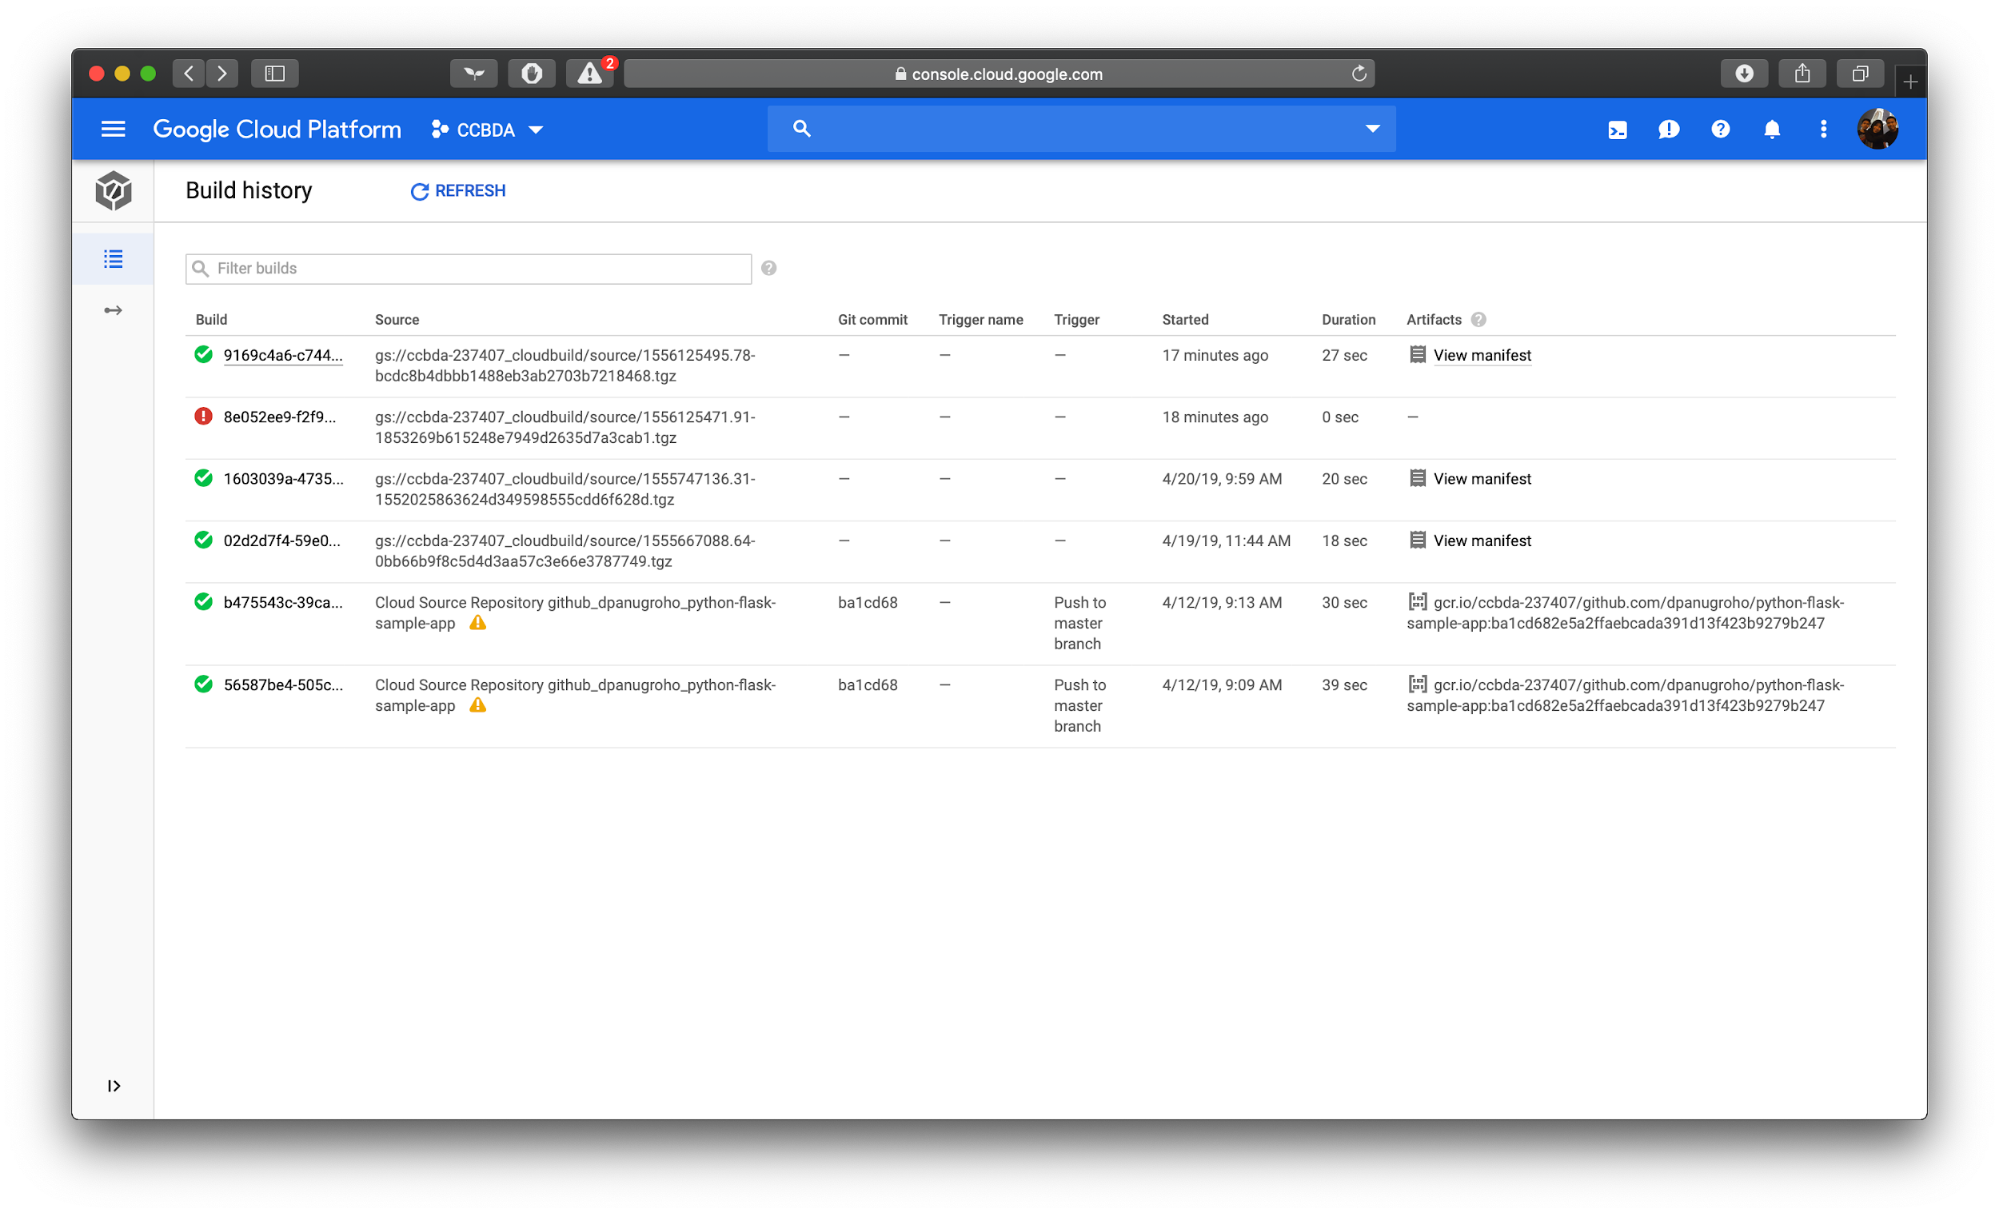 2
console.cloud.google.com
Google Cloud Platform
CCBDA
Build history
REFRESH
Filter builds
Build Source Git commit Trigger name Trigger Started Duration Artifacts
9169c4a6-c744... gs://ccbda-237407_cloudbuild/source/1556125495.78- — — — 17 minutes ago 27 sec View manifest
bcdc8b4dbbb1488eb3ab2703b7218468.tgz
8e052ee9-f2f9... gs://ccbda-237407_cloudbuild/source/1556125471.91- — — — 18 minutes ago 0 sec —
1853269b615248e7949d2635d7a3cab1.tgz
1603039a-4735... gs://ccbda-237407_cloudbuild/source/1555747136.31- — — — 4/20/19, 9:59 AM 20 sec View manifest
1552025863624d349598555cdd6f628d.tgz
02d2d7f4-59e0... gs://ccbda-237407_cloudbuild/source/1555667088.64- — — — 4/19/19, 11:44 AM 18 sec View manifest
0bb66b9f8c5d4d3aa57c3e66e3787749.tgz
b475543c-39ca... Cloud Source Repository github_dpanugroho_python-flask- ba1cd68 — Push to 4/12/19, 9:13 AM 30 sec gcr.io/ccbda-237407/github.com/dpanugroho/python-flask-
sample-app master sample-app:ba1cd682e5a2ffaebcada391d13f423b9279b247
branch
56587be4-505c... Cloud Source Repository github_dpanugroho_python-flask- ba1cd68 — Push to 4/12/19, 9:09 AM 39 sec gcr.io/ccbda-237407/github.com/dpanugroho/python-flask-
sample-app master sample-app:ba1cd682e5a2ffaebcada391d13f423b9279b247
branch